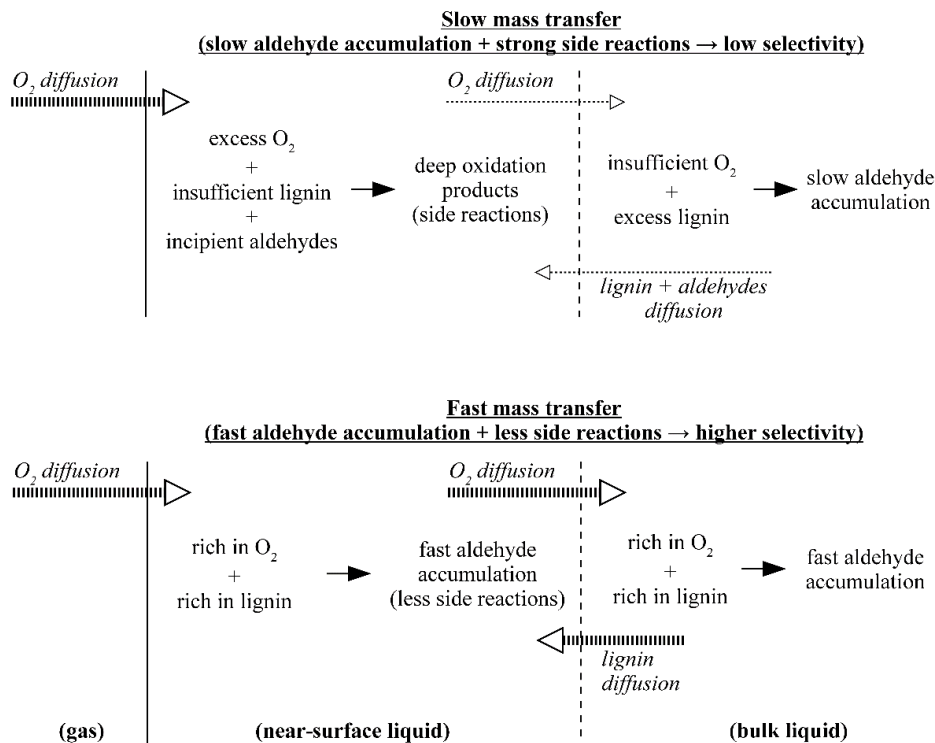 Slow mass transfer
(slow aldehyde accumulation + strong side reactions → low selectivity)
O₂ diffusion
O₂ diffusion
excess O₂
+
insufficient lignin
+
incipient aldehydes
deep oxidation
products
(side reactions)
insufficient O₂
+
excess lignin
slow aldehyde
accumulation
lignin + aldehydes
diffusion
Fast mass transfer
(fast aldehyde accumulation + less side reactions → higher selectivity)
O₂ diffusion
O₂ diffusion
rich in O₂
+
rich in lignin
fast aldehyde
accumulation
(less side reactions)
rich in O₂
+
rich in lignin
fast aldehyde
accumulation
lignin
diffusion
(gas)
(near-surface liquid)
(bulk liquid)